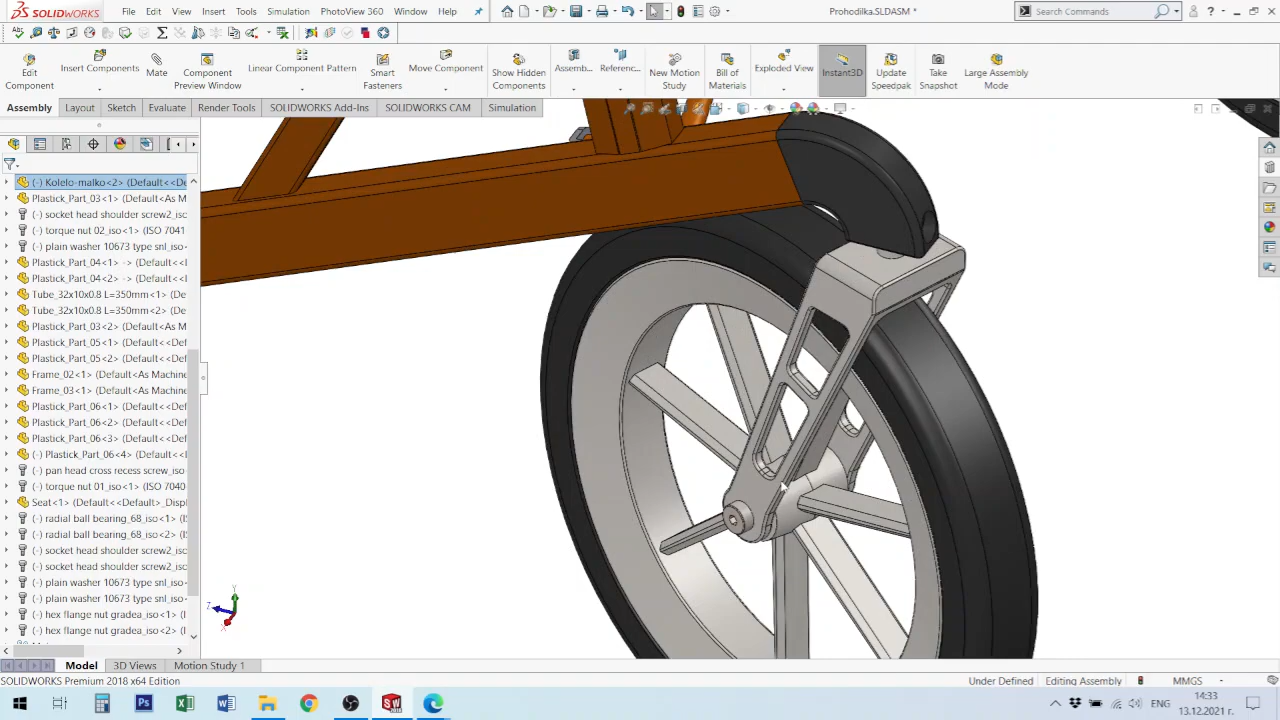 SOLIDWORKS
File
Edit
View
Insert
Tools
Simulation
PhotoView 360
Window
Help
Prohodilka.SLDASM *
Search Commands
Edit Component
Insert Components
Mate
Component Preview Window
Linear Component Pattern
Smart Fasteners
Move Component
Show Hidden Components
Assemb...
Referenc...
New Motion Study
Bill of Materials
Exploded View
Instant3D
Update Speedpak
Take Snapshot
Large Assembly Mode
Assembly
Layout
Sketch
Evaluate
Render Tools
SOLIDWORKS Add-Ins
SOLIDWORKS CAM
Simulation
(-) Kolelo-malko<2> (Default<<De
Plastick_Part_03<1> (Default<As M
(-) socket head shoulder screw2_isc
(-) torque nut 02_iso<1> (ISO 7041
(-) plain washer 10673 type snl_iso
Plastick_Part_04<1> -> (Default<<D
Plastick_Part_04<2> -> (Default<<D
Tube_32x10x0.8 L=350mm<1> (De
Tube_32x10x0.8 L=350mm<2> (De
Plastick_Part_03<2> (Default<As M
Plastick_Part_05<1> (Default<<Def
Plastick_Part_05<2> (Default<<Def
Frame_02<1> (Default<As Machine
Frame_03<1> (Default<As Machine
Plastick_Part_06<1> (Default<<Def
Plastick_Part_06<2> (Default<<Def
Plastick_Part_06<3> (Default<<Def
(-) Plastick_Part_06<4> (Default<<
(-) pan head cross recess screw_iso
(-) torque nut 01_iso<1> (ISO 7040
Seat<1> (Default<<Default>_Displ
(-) radial ball bearing_68_iso<1> (I
(-) radial ball bearing_68_iso<2> (I
(-) socket head shoulder screw2_isc
(-) socket head shoulder screw2_isc
(-) plain washer 10673 type snl_iso
(-) plain washer 10673 type snl_iso
(-) hex flange nut gradea_iso<1> (I
(-) hex flange nut gradea_iso<2> (I
Y
Z
X
Model
3D Views
Motion Study 1
SOLIDWORKS Premium 2018 x64 Edition
Under Defined
Editing Assembly
MMGS
ЕНГ
14:33
13.12.2021 г.